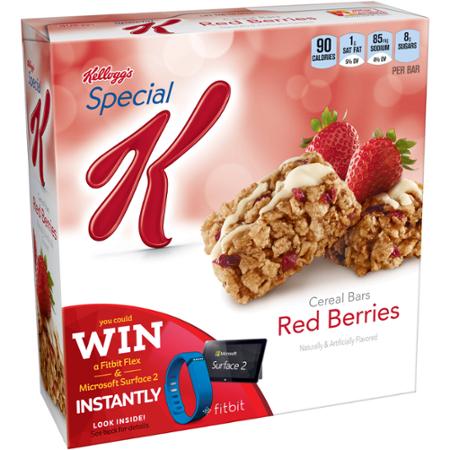 Red Berries
Kellogg's
Special
K
90
CALORIES
1g
SAT FAT
5% DV
85mg
SODIUM
4% DV
8g
SUGARS
PER BAR
Red Berries
Cereal Bars
Red Berries
Naturally & Artificially Flavored
you could
WIN
a Fitbit Flex
&
Microsoft Surface 2
INSTANTLY
LOOK INSIDE!
See back for details
Microsoft
Surface 2
fitbit